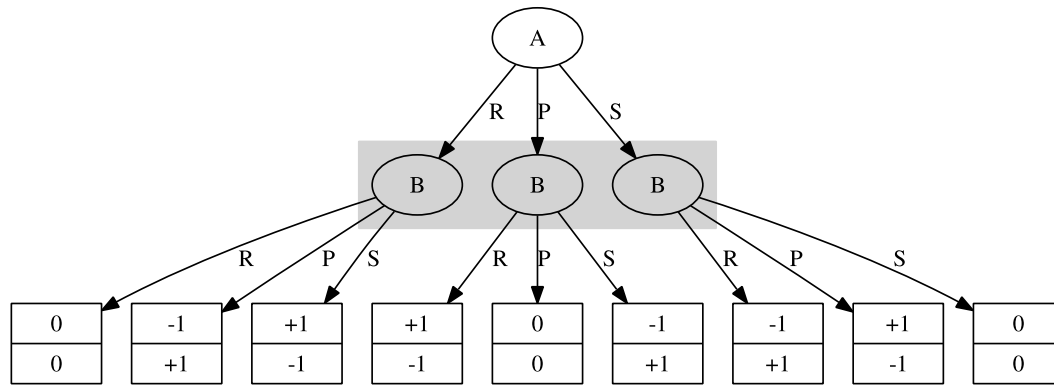 A
R P S
B B B
R P S R P S R P S
0 -1 +1 +1 0 -1 -1 +1 0
0 +1 -1 -1 0 +1 +1 -1 0